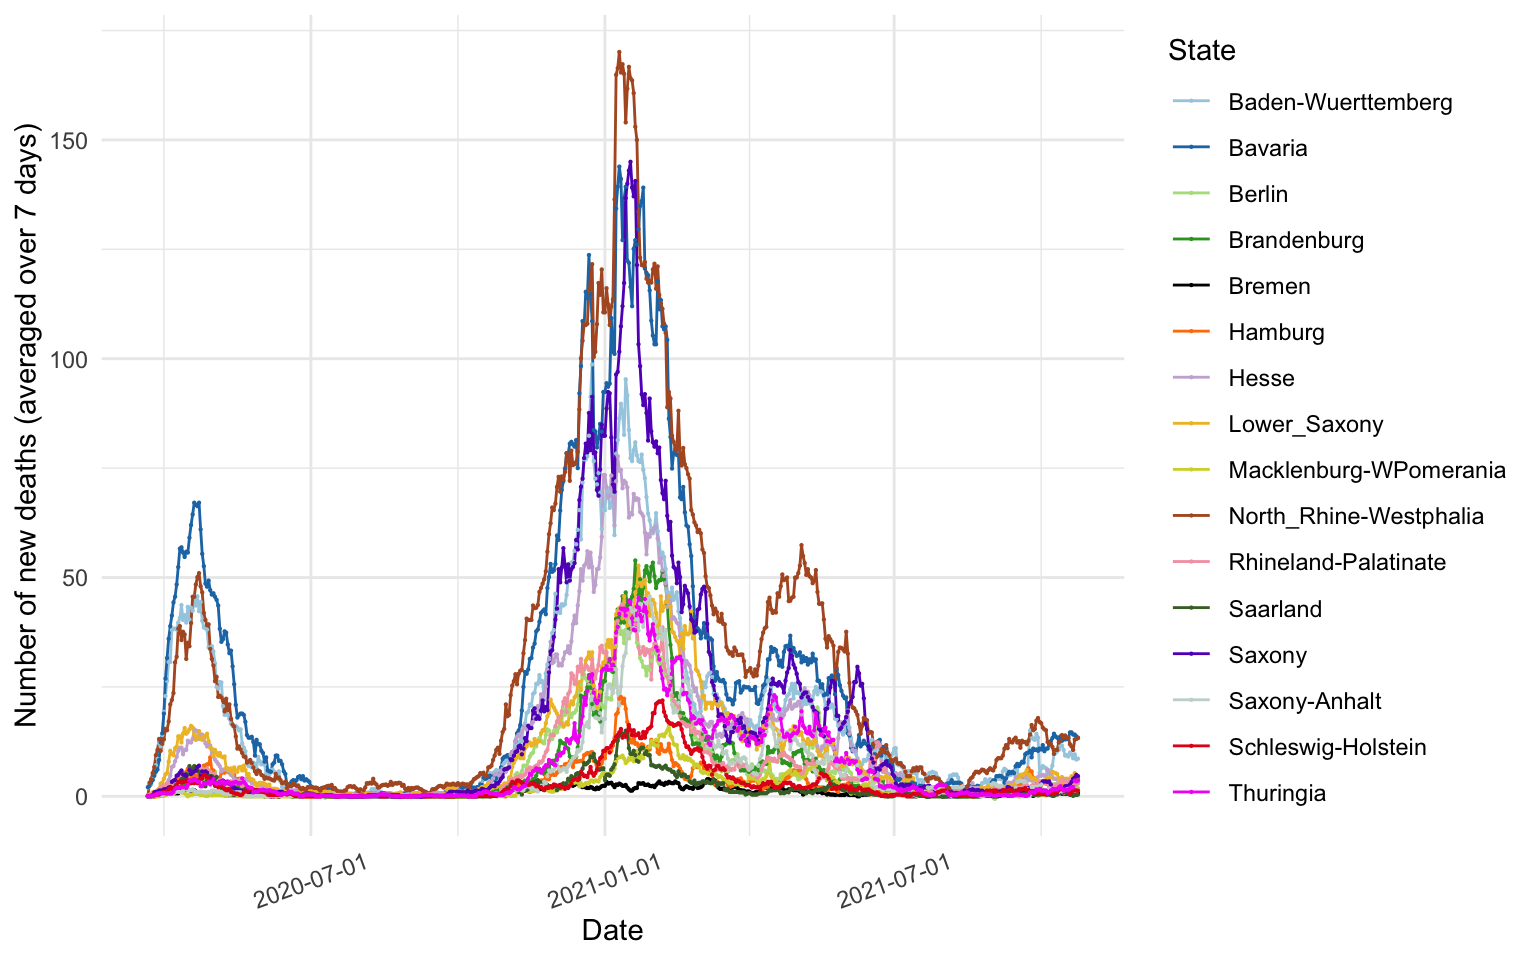 Number of new deaths (averaged over 7 days)
150
100
50
0
2020-07-01
2021-01-01
2021-07-01
Date
State
Baden-Wuerttemberg
Bavaria
Berlin
Brandenburg
Bremen
Hamburg
Hesse
Lower_Saxony
Macklenburg-WPomerania
North_Rhine-Westphalia
Rhineland-Palatinate
Saarland
Saxony
Saxony-Anhalt
Schleswig-Holstein
Thuringia